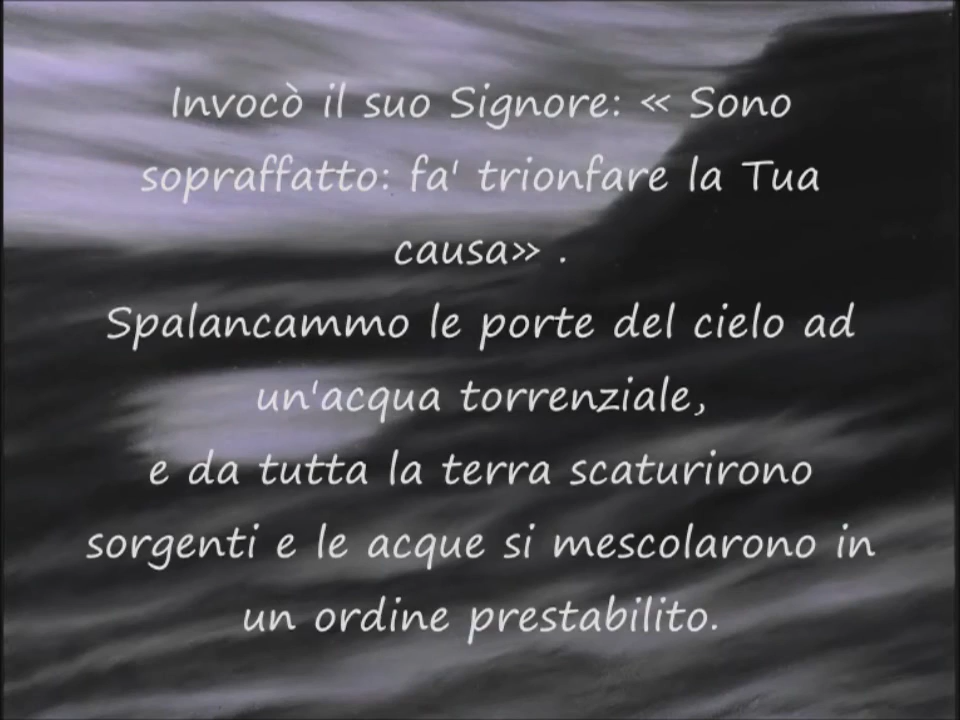 Invocò il suo Signore: « Sono
sopraffatto: fa' trionfare la Tua
causa» .
Spalancammo le porte del cielo ad
un'acqua torrenziale,
e da tutta la terra scaturirono
sorgenti e le acque si mescolarono in
un ordine prestabilito.